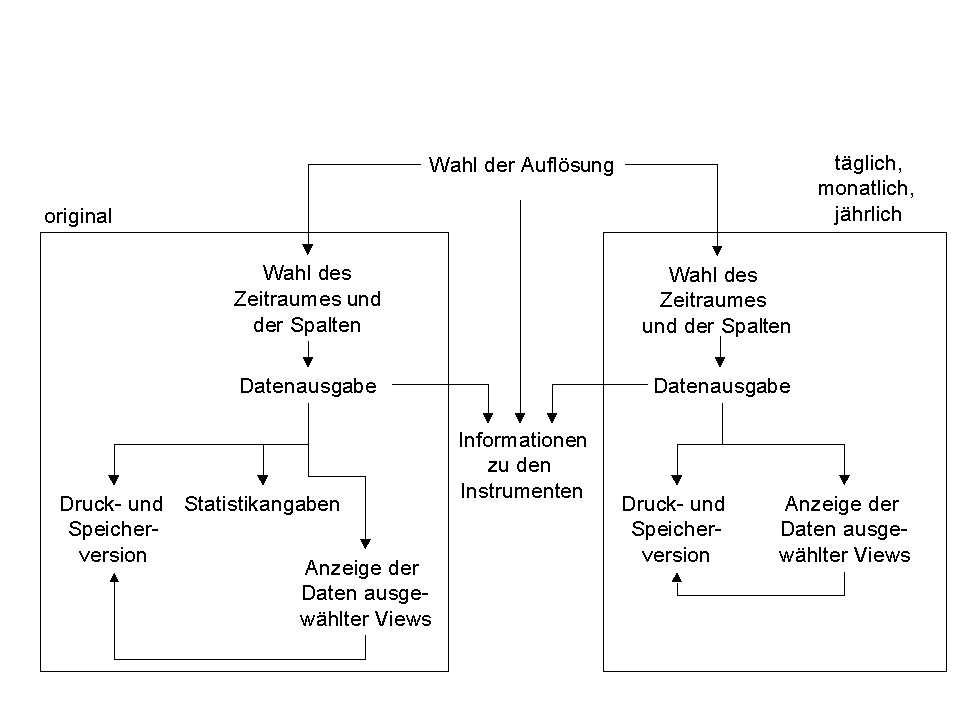 Wahl der Auflösung
täglich,
monatlich,
jährlich
original
Wahl des
Zeitraumes und
der Spalten
Datenausgabe
Druck- und
Speicher-
version
Statistikangaben
Anzeige der
Daten ausge-
wählter Views
Informationen
zu den
Instrumenten
Wahl des
Zeitraumes
und der Spalten
Datenausgabe
Druck- und
Speicher-
version
Anzeige der
Daten ausge-
wählter Views